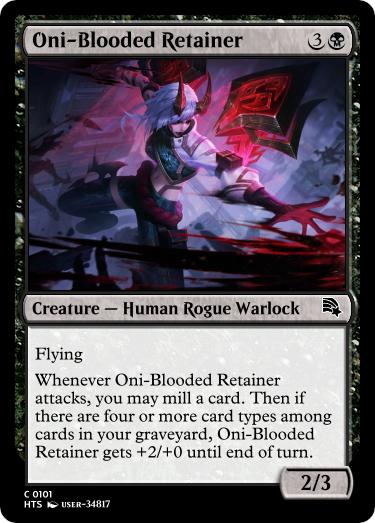 Oni-Blooded Retainer 3
Creature — Human Rogue Warlock
Flying
Whenever Oni-Blooded Retainer
attacks, you may mill a card. Then if
there are four or more card types among
cards in your graveyard, Oni-Blooded
Retainer gets +2/+0 until end of turn.
2/3
C 0101
HTS USER-34817